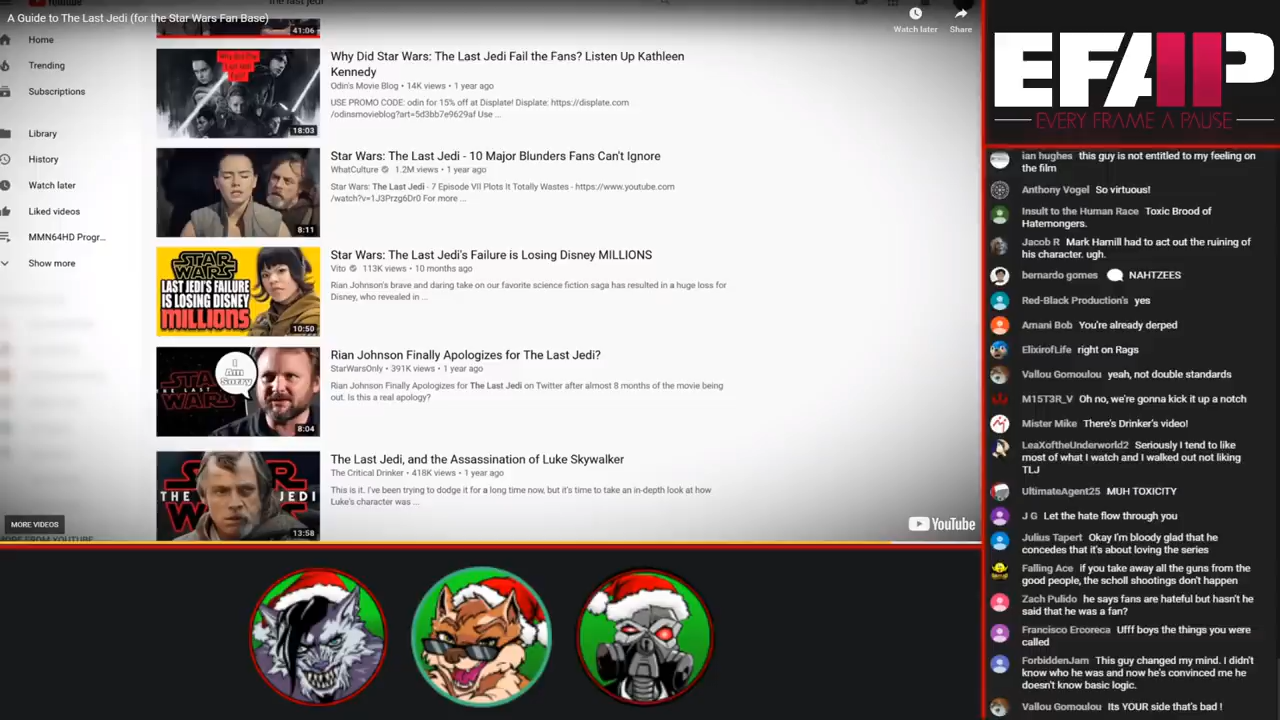 YouTube
the last jedi
A Guide to The Last Jedi (for the Star Wars Fan Base)
Watch later
Share
41:06
Home
Trending
Subscriptions
Library
History
Watch later
Liked videos
MMN64HD Progr...
Show more
Why Did Star Wars: The Last Jedi Fail the Fans? Listen Up Kathleen
Kennedy
Odin's Movie Blog • 14K views • 1 year ago
USE PROMO CODE: odin for 15% off at Displate! Displate: https://displate.com
/odinsmovieblog?art=5d3bb7e9629af Use ...
18:03
Star Wars: The Last Jedi - 10 Major Blunders Fans Can't Ignore
WhatCulture 1.2M views • 1 year ago
Star Wars: The Last Jedi - 7 Episode VII Plots It Totally Wastes - https://www.youtube.com
/watch?v=1J3Przg6Dr0 For more ...
8:11
Star Wars: The Last Jedi's Failure is Losing Disney MILLIONS
Vito 113K views • 10 months ago
Rian Johnson's brave and daring take on our favorite science fiction saga has resulted in a huge loss for
Disney, who revealed in ...
STAR
WARS
LAST JEDI'S FAILURE
IS LOSING DISNEY
MILLIONS
10:50
Rian Johnson Finally Apologizes for The Last Jedi?
StarWarsOnly • 391K views • 1 year ago
Rian Johnson Finally Apologizes for The Last Jedi on Twitter after almost 8 months of the movie being
out. Is this a real apology?
I
Am
Sorry
STAR
THE LAST
WARS
8:04
The Last Jedi, and the Assassination of Luke Skywalker
The Critical Drinker • 418K views • 1 year ago
This is it. I've been trying to dodge it for a long time now, but it's time to take an in-depth look at how
Luke's character was ...
THE
JEDI
13:58
MORE VIDEOS
MORE FROM YOUTUBE
YouTube
EFAP
EVERY FRAME A PAUSE
ian hughes this guy is not entitled to my feeling on
the film
Anthony Vogel So virtuous!
Insult to the Human Race Toxic Brood of
Hatemongers.
Jacob R Mark Hamill had to act out the ruining of
his character. ugh.
bernardo gomes NAHTZEES
Red-Black Production's yes
Amani Bob You're already derped
ElixirofLife right on Rags
Vallou Gomoulou yeah, not double standards
M15T3R_V Oh no, we're gonna kick it up a notch
Mister Mike There's Drinker's video!
LeaXoftheUnderworld2 Seriously I tend to like
most of what I watch and I walked out not liking
TLJ
UltimateAgent25 MUH TOXICITY
J G Let the hate flow through you
Julius Tapert Okay I'm bloody glad that he
concedes that it's about loving the series
Falling Ace if you take away all the guns from the
good people, the scholl shootings don't happen
Zach Pulido he says fans are hateful but hasn't he
said that he was a fan?
Francisco Ercoreca Ufff boys the things you were
called
ForbiddenJam This guy changed my mind. I didn't
know who he was and now he's convinced me he
doesn't know basic logic.
Vallou Gomoulou Its YOUR side that's bad !